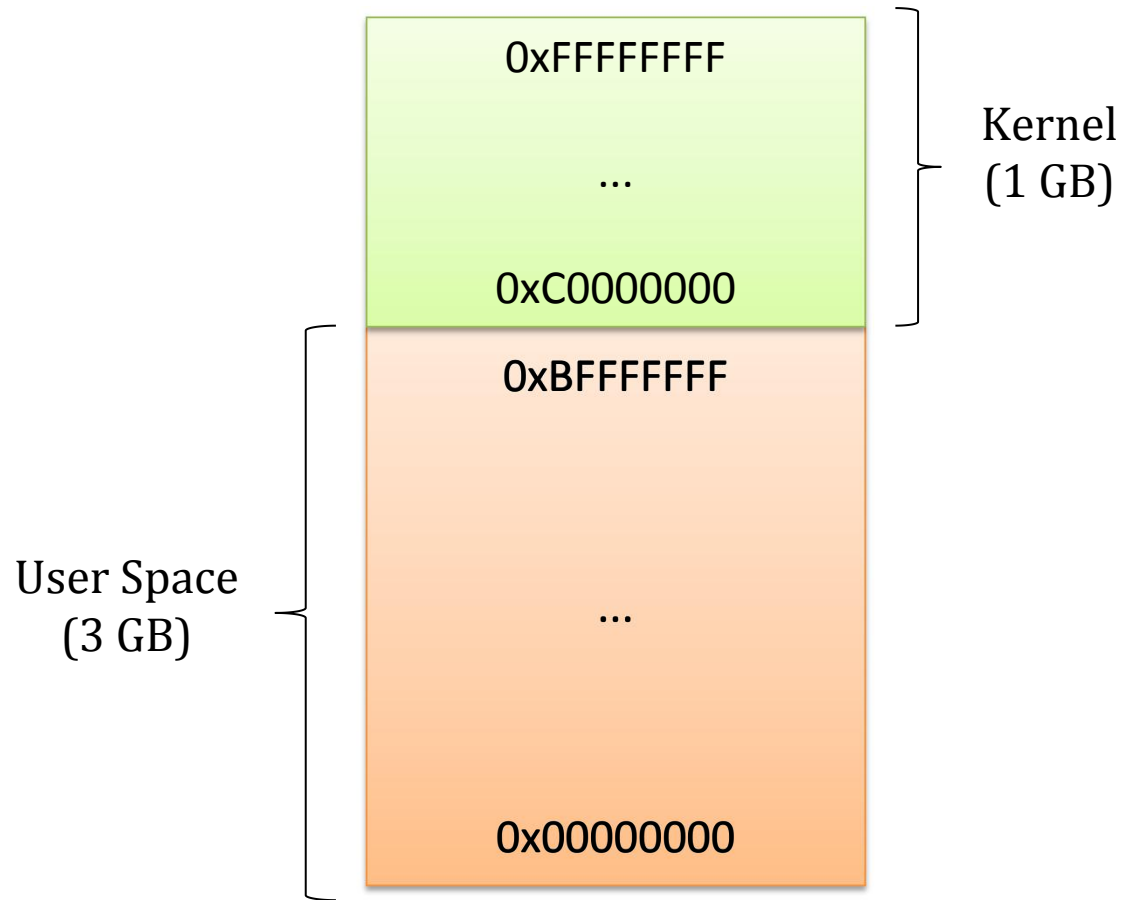 0xFFFFFFFF
...
0xC0000000
Kernel
(1 GB)
0xBFFFFFFF
...
0x00000000
User Space
(3 GB)